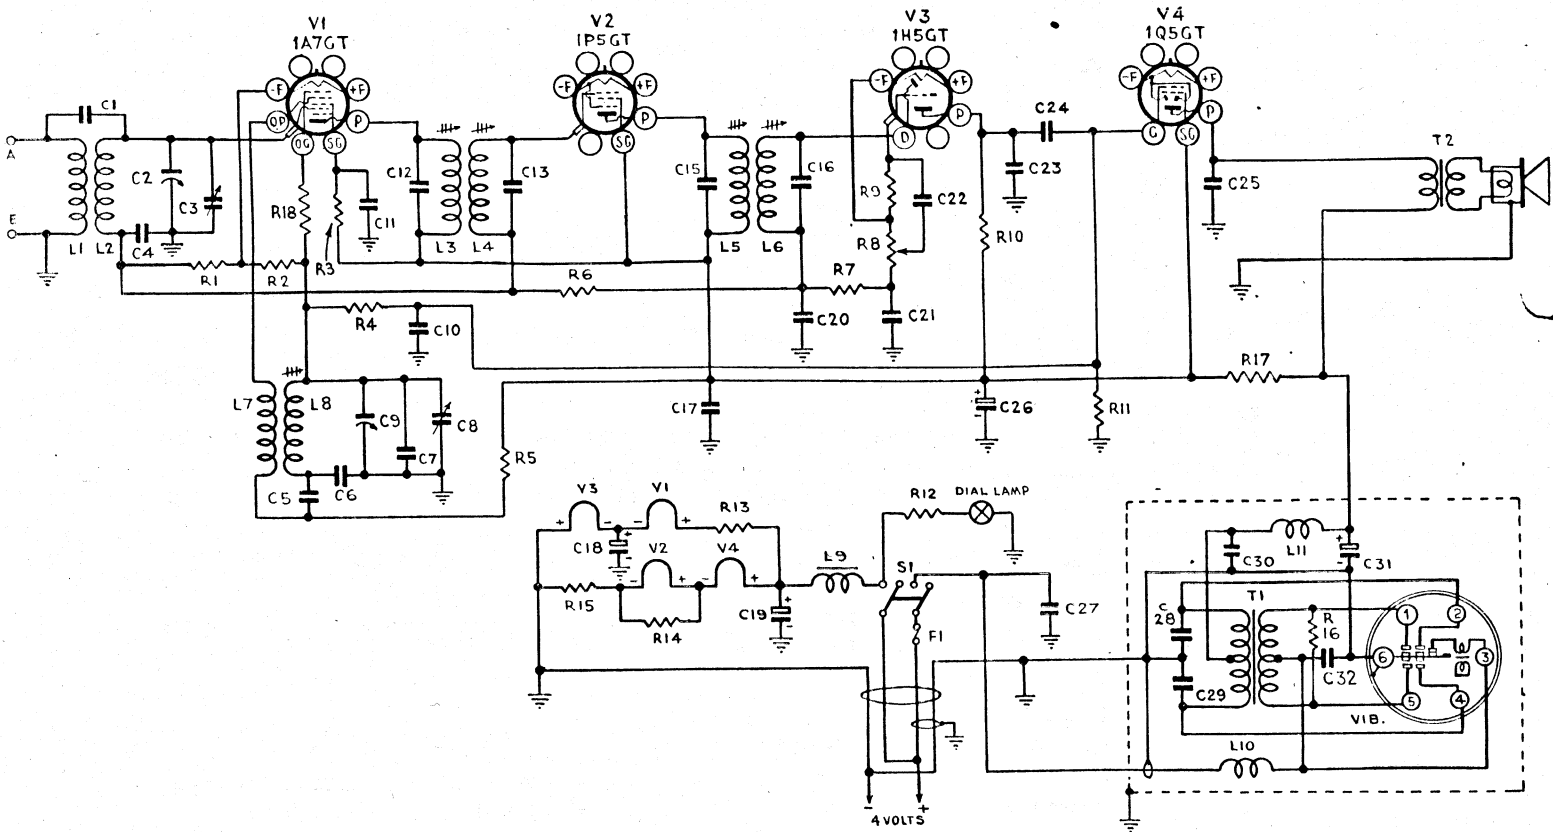 V1
1A7GT
V2
1P5GT
V3
1H5GT
V4
1Q5GT
-F
+F
OP
P
OG
SG
-F
+F
P
SG
-F
+F
P
D
-F
+F
P
G
SG
A
E
C1
C2
C3
C4
L1
L2
R1
R2
R18
R3
C11
C12
L3
L4
C13
R6
C15
L5
L6
C16
R7
R9
R8
C22
C20
C21
C24
C23
R10
C25
T2
R4
C10
R17
L7
L8
C9
C8
C7
C5
C6
R5
C17
C26
R11
V3
V1
R13
C18
V2
V4
R15
R14
C19
L9
R12
DIAL LAMP
S1
F1
C27
- +
4 VOLTS
L11
C30
C31
T1
C28
C29
R16
C32
1
2
3
4
5
6
VIB.
L10